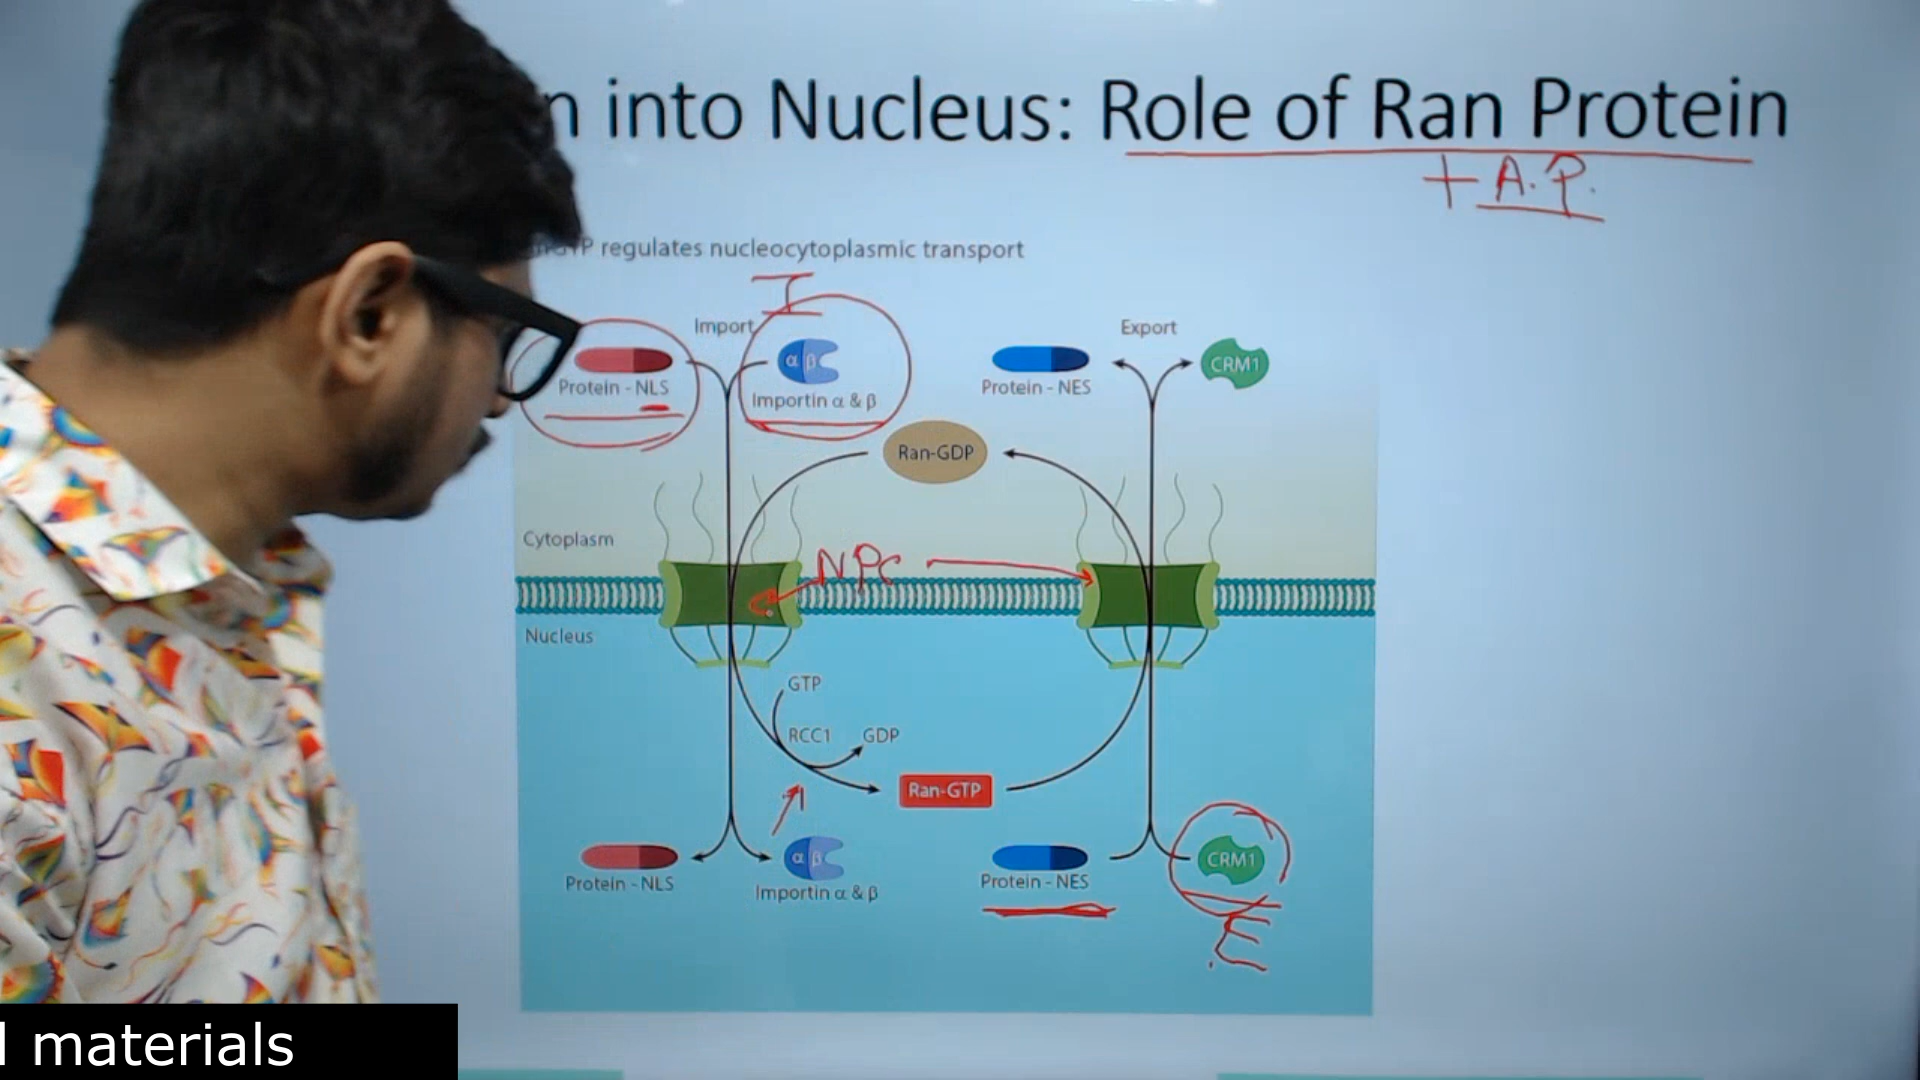 n into Nucleus: Role of Ran Protein
+ A.P.
regulates nucleocytoplasmic transport
I
Import
Export
α β
CRM1
Protein - NLS
Importin α & β
Protein - NES
Ran-GDP
Cytoplasm
NPC
Nucleus
GTP
RCC1
GDP
Ran-GTP
α β
CRM1
Protein - NLS
Importin α & β
Protein - NES
E
materials